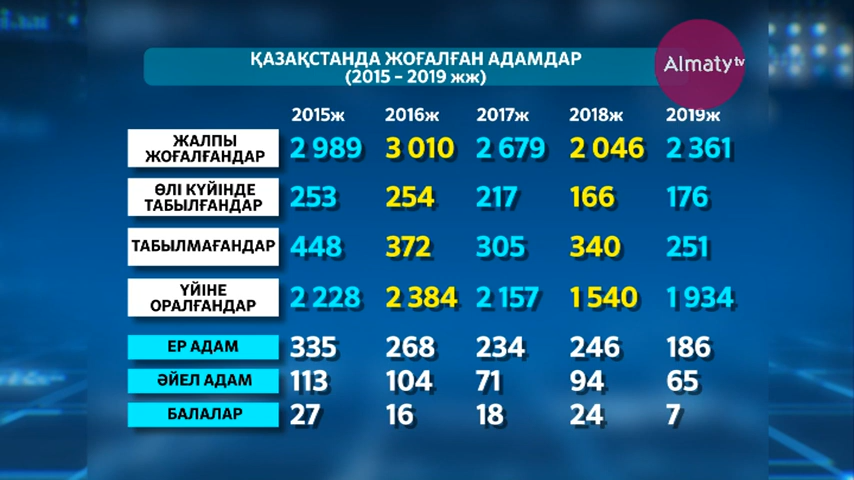 ҚАЗАҚСТАНДА ЖОҒАЛҒАН АДАМДАР
(2015 – 2019 жж)
Almaty tv
2015ж 2016ж 2017ж 2018ж 2019ж
ЖАЛПЫ
ЖОҒАЛҒАНДАР
2 989 3 010 2 679 2 046 2 361
ӨЛІ КҮЙІНДЕ
ТАБЫЛҒАНДАР
253 254 217 166 176
ТАБЫЛМАҒАНДАР 448 372 305 340 251
ҮЙІНЕ
ОРАЛҒАНДАР
2 228 2 384 2 157 1 540 1 934
ЕР АДАМ 335 268 234 246 186
ӘЙЕЛ АДАМ 113 104 71 94 65
БАЛАЛАР 27 16 18 24 7